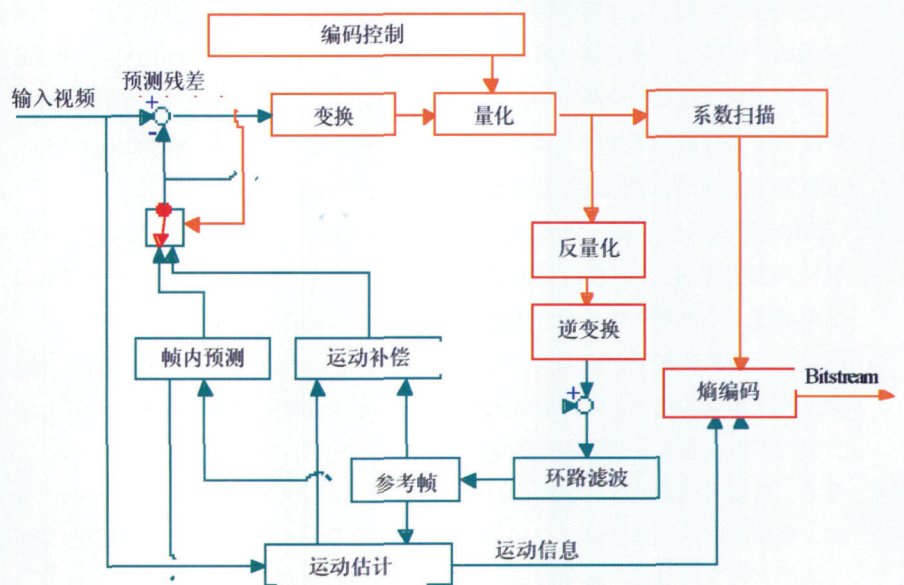 编码控制
预测残差
输入视频
+
-
变换
量化
系数扫描
反量化
逆变换
帧内预测
运动补偿
+
熵编码
Bitstream
参考帧
环路滤波
运动估计
运动信息